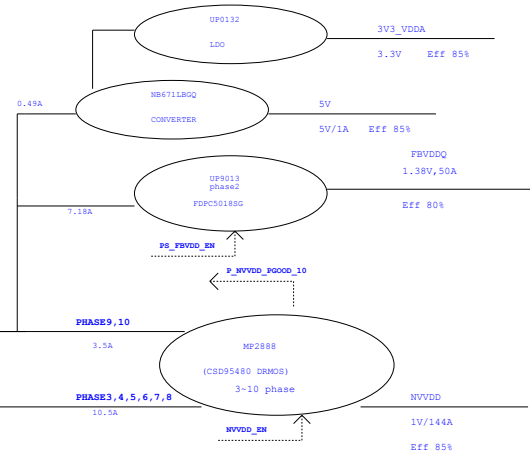 UP0132
LDO
3V3_VDDA
3.3V Eff 85%
0.49A
NB671LBGQ
CONVERTER
5V
5V/1A Eff 85%
FBVDDQ
1.38V,50A
UP9013
phase2
FDPC5018SG
Eff 80%
7.18A
PS_FBVDD_EN
P_NVVDD_PGOOD_10
PHASE9,10
3.5A
MP2888
(CSD95480 DRMOS)
3~10 phase
PHASE3,4,5,6,7,8
10.5A
NVVDD_EN
NVVDD
1V/144A
Eff 85%